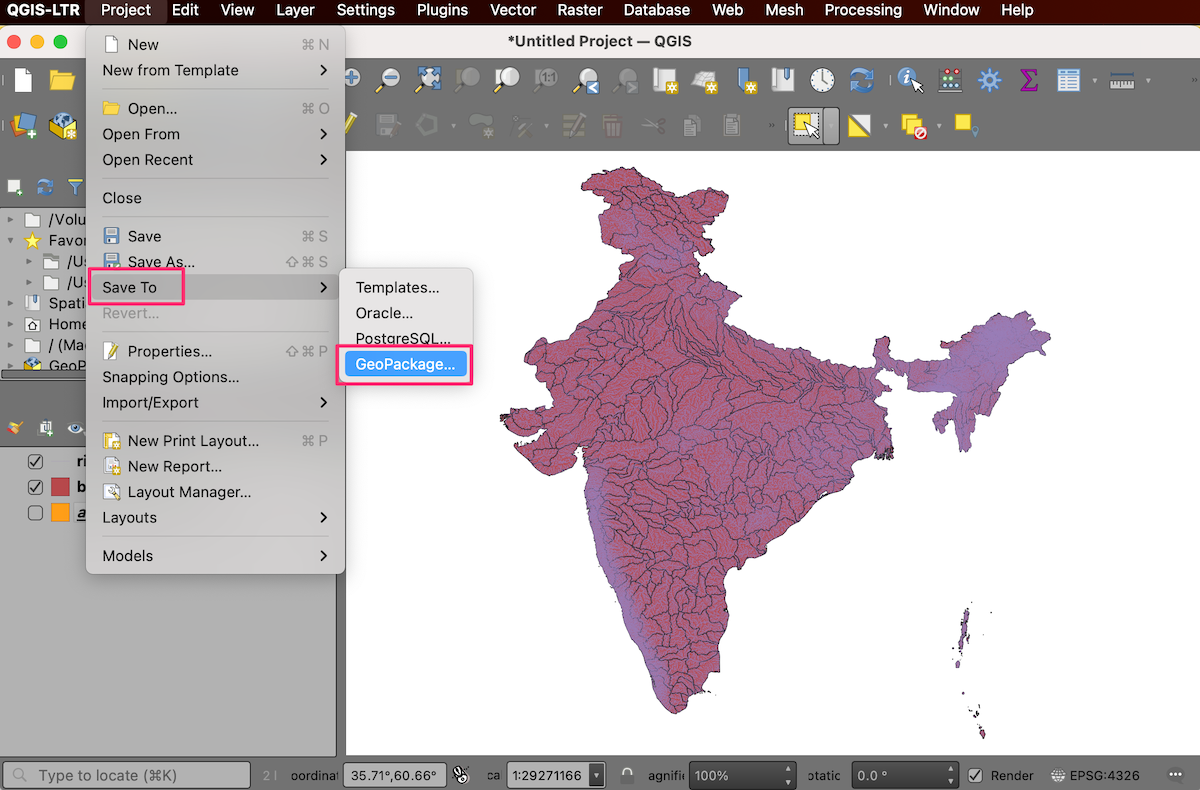 QGIS-LTR Project Edit View Layer Settings Plugins Vector Raster Database Web Mesh Processing Window Help
*Untitled Project — QGIS
New ⌘ N
New from Template
Open... ⌘ O
Open From
Open Recent
Close
Save ⌘ S
Save As... ⇧ ⌘ S
Save To
Revert...
Properties... ⇧ ⌘ P
Snapping Options...
Import/Export
New Print Layout... ⌘ P
New Report...
Layout Manager...
Layouts
Models
Templates...
Oracle...
PostgreSQL...
GeoPackage...
1:1
/Volu
Favor
/Us
/Us
Spati
Home
/ (Ma
GeoP
ri
b
a
Type to locate (⌘K) 2 l oordinat 35.71°,60.66° ca 1:29271166 agnifie 100% otatic 0.0 ° Render EPSG:4326